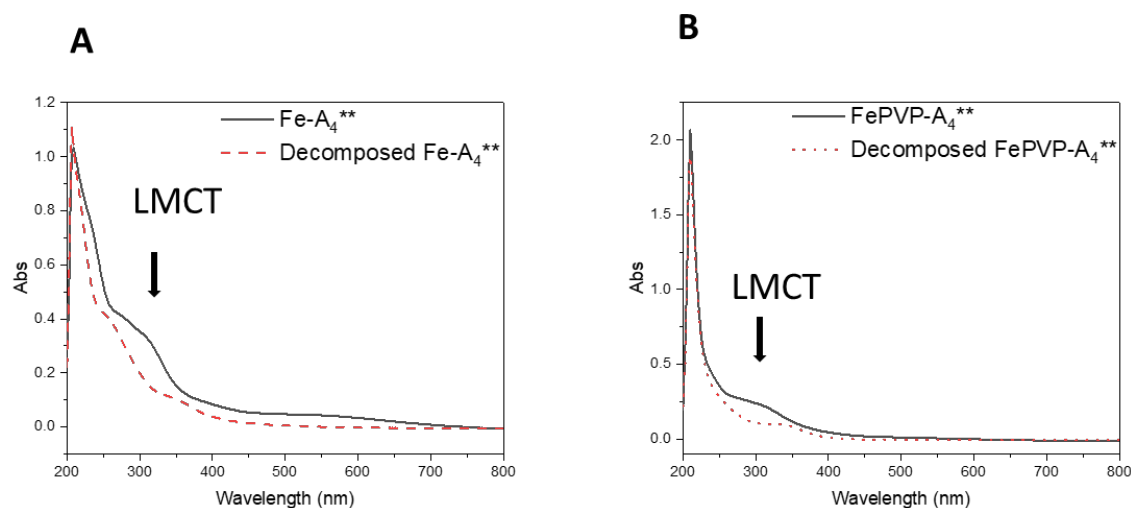 A
Fe-A4**
Decomposed Fe-A4**
LMCT
Abs
1.2
1.0
0.8
0.6
0.4
0.2
0.0
200 300 400 500 600 700 800
Wavelength (nm)
B
FePVP-A4**
Decomposed FePVP-A4**
LMCT
Abs
2.0
1.5
1.0
0.5
0.0
200 300 400 500 600 700 800
Wavelength (nm)